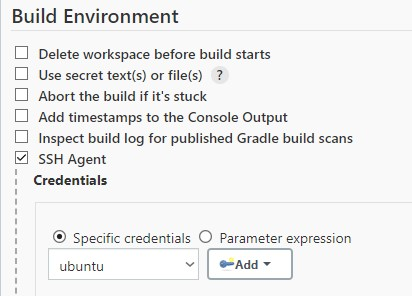 Build Environment
Delete workspace before build starts
Use secret text(s) or file(s) ?
Abort the build if it's stuck
Add timestamps to the Console Output
Inspect build log for published Gradle build scans
SSH Agent
Credentials
Specific credentials Parameter expression
ubuntu Add